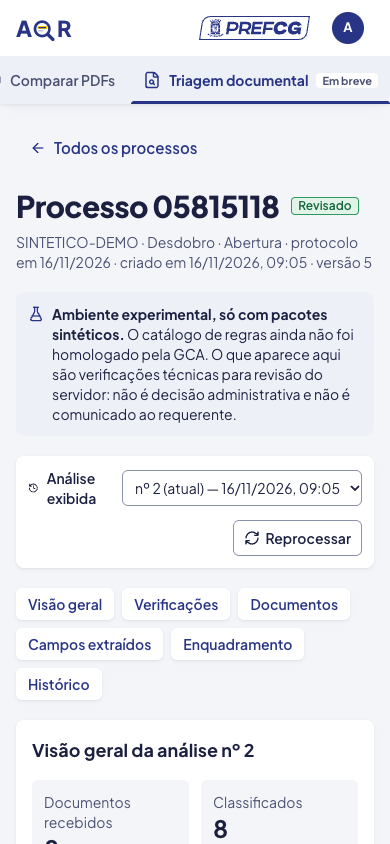 AQR
PREFCG
A
Comparar PDFs
Triagem documental
Em breve
← Todos os processos
Processo 05815118
Revisado
SINTETICO-DEMO · Desdobro · Abertura · protocolo
em 16/11/2026 · criado em 16/11/2026, 09:05 · versão 5
Ambiente experimental, só com pacotes
sintéticos. O catálogo de regras ainda não foi
homologado pela GCA. O que aparece aqui
são verificações técnicas para revisão do
servidor: não é decisão administrativa e não é
comunicado ao requerente.
Análise
exibida
nº 2 (atual) — 16/11/2026, 09:05
Reprocessar
Visão geral
Verificações
Documentos
Campos extraídos
Enquadramento
Histórico
Visão geral da análise nº 2
Documentos
recebidos
Classificados
8